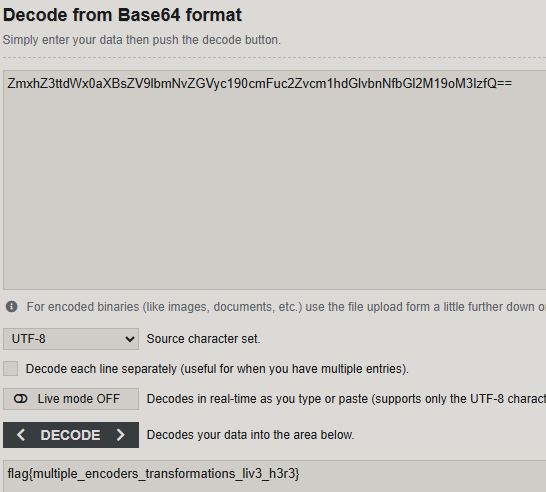 Decode from Base64 format
Simply enter your data then push the decode button.
ZmxhZ3ttdWx0aXBsZV9lbmNvZGVyc190cmFuc2Zvcm1hdGlvbnNfbGl2M19oM3IzfQ==
For encoded binaries (like images, documents, etc.) use the file upload form a little further down o
UTF-8 Source character set.
Decode each line separately (useful for when you have multiple entries).
Live mode OFF Decodes in real-time as you type or paste (supports only the UTF-8 charact
< DECODE > Decodes your data into the area below.
flag{multiple_encoders_transformations_liv3_h3r3}